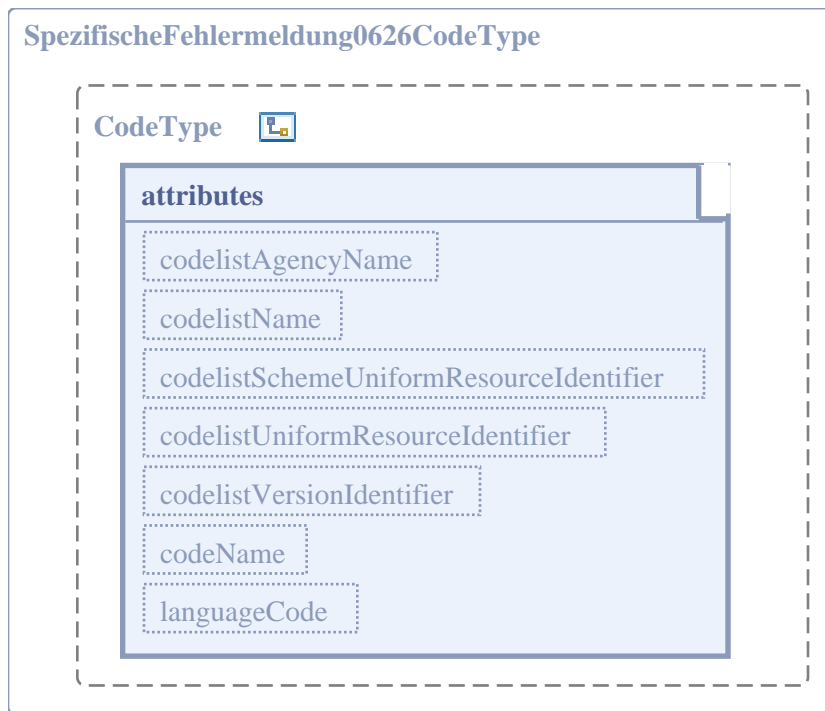 SpezifischeFehlermeldung0626CodeType
CodeType
attributes
codelistAgencyName
codelistName
codelistSchemeUniformResourceIdentifier
codelistUniformResourceIdentifier
codelistVersionIdentifier
codeName
languageCode